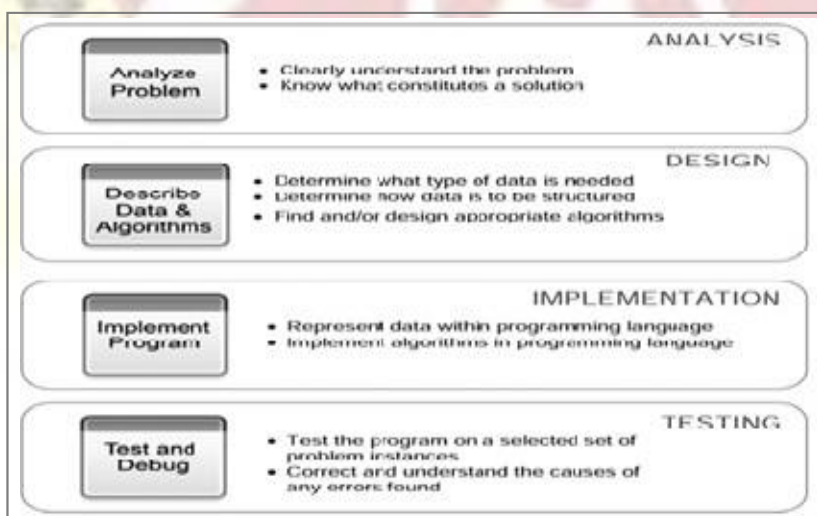 ANALYSIS
Analyze
Problem
• Clearly understand the problem
• Know what constitutes a solution
DESIGN
Describe
Data &
Algorithms
• Determine what type of data is needed
• Determine how data is to be structured
• Find and/or design appropriate algorithms
IMPLEMENTATION
Implement
Program
• Represent data within programming language
• Implement algorithms in programming language
TESTING
Test and
Debug
• Test the program on a selected set of
problem instances
• Correct and understand the causes of
any errors found